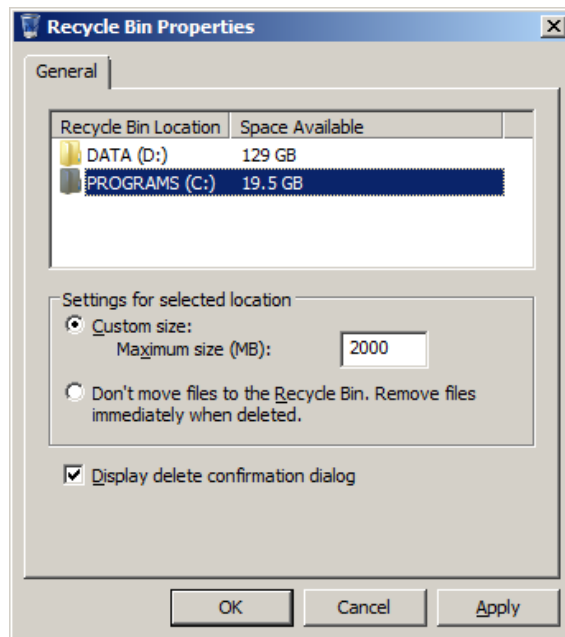 Recycle Bin Properties
General
Recycle Bin Location Space Available
DATA (D:) 129 GB
PROGRAMS (C:) 19.5 GB
Settings for selected location
Custom size:
Maximum size (MB): 2000
Don't move files to the Recycle Bin. Remove files
immediately when deleted.
Display delete confirmation dialog
OK Cancel Apply